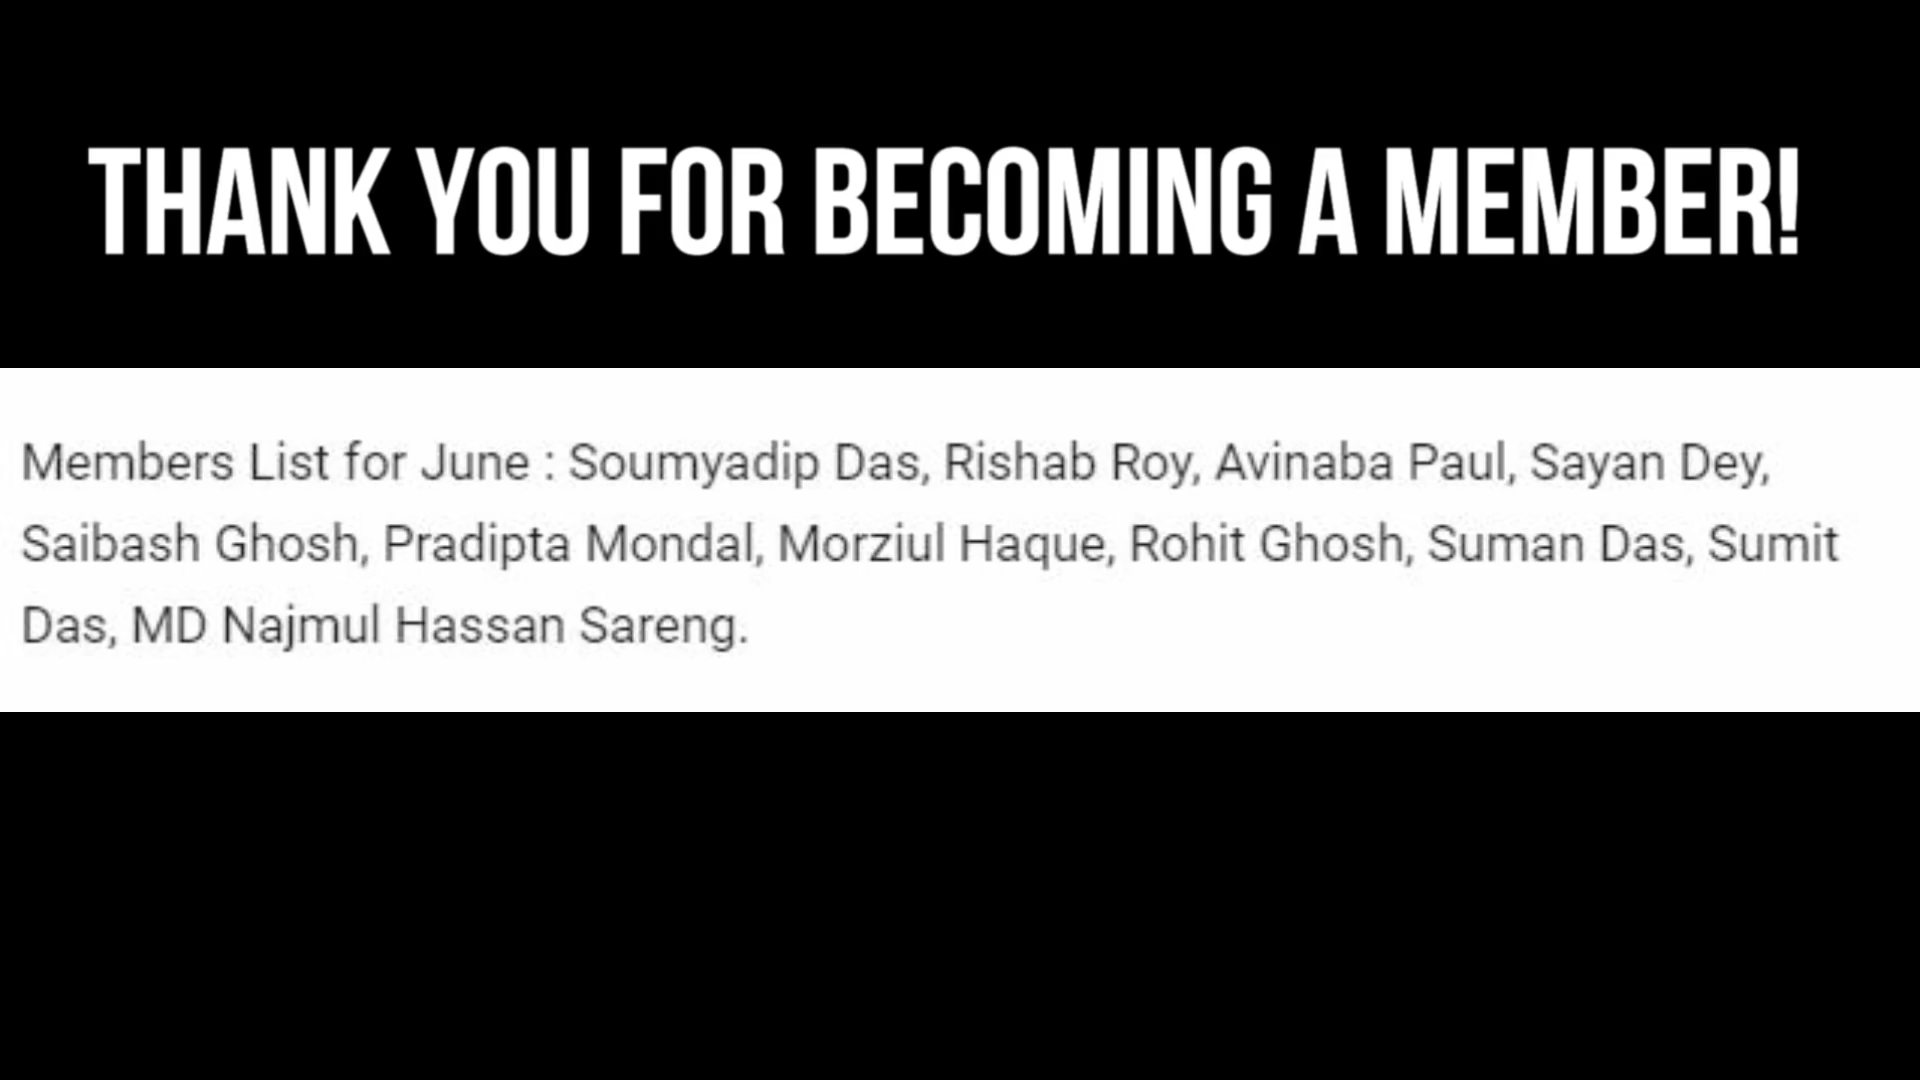 THANK YOU FOR BECOMING A MEMBER!
Members List for June : Soumyadip Das, Rishab Roy, Avinaba Paul, Sayan Dey,
Saibash Ghosh, Pradipta Mondal, Morziul Haque, Rohit Ghosh, Suman Das, Sumit
Das, MD Najmul Hassan Sareng.